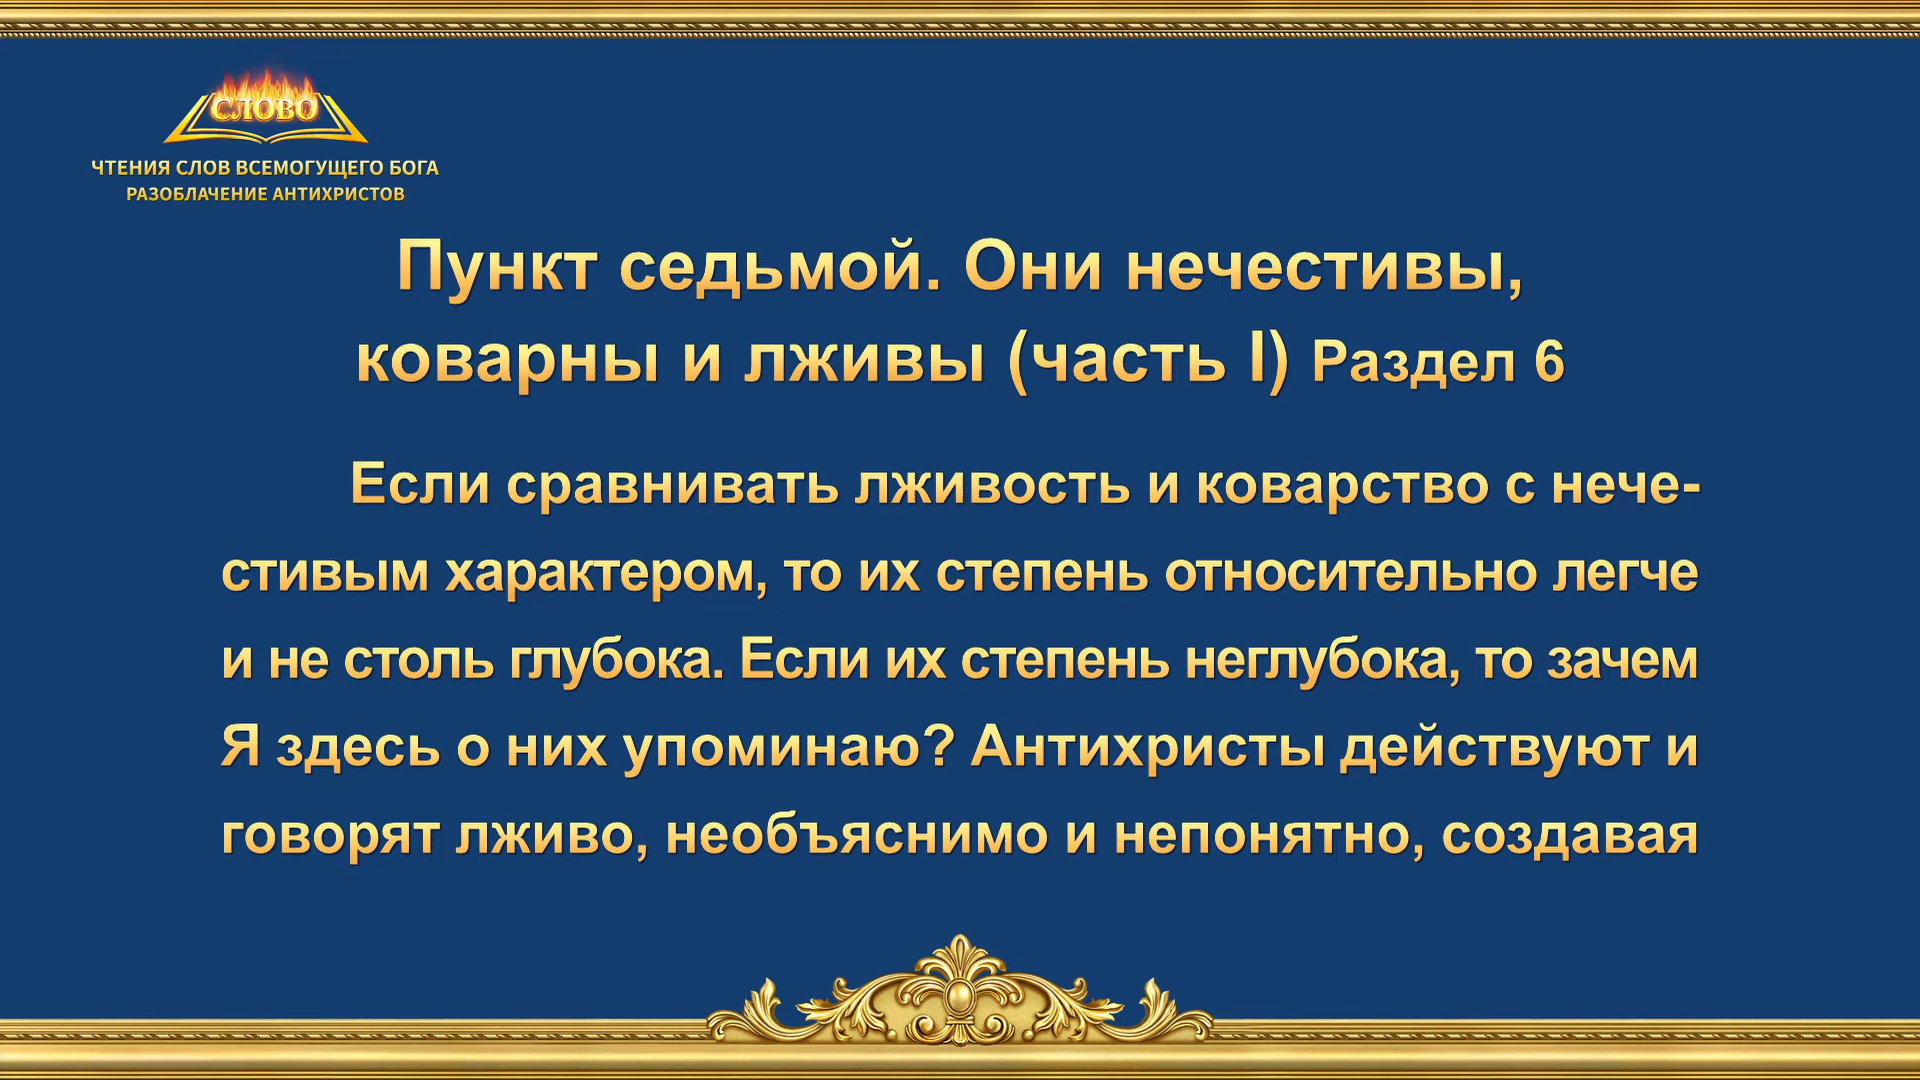 СЛОВО
ЧТЕНИЯ СЛОВ ВСЕМОГУЩЕГО БОГА
РАЗОБЛАЧЕНИЕ АНТИХРИСТОВ
Пункт седьмой. Они нечестивы,
коварны и лживы (часть I) Раздел 6
Если сравнивать лживость и коварство с нече-
стивым характером, то их степень относительно легче
и не столь глубока. Если их степень неглубока, то зачем
Я здесь о них упоминаю? Антихристы действуют и
говорят лживо, необъяснимо и непонятно, создавая